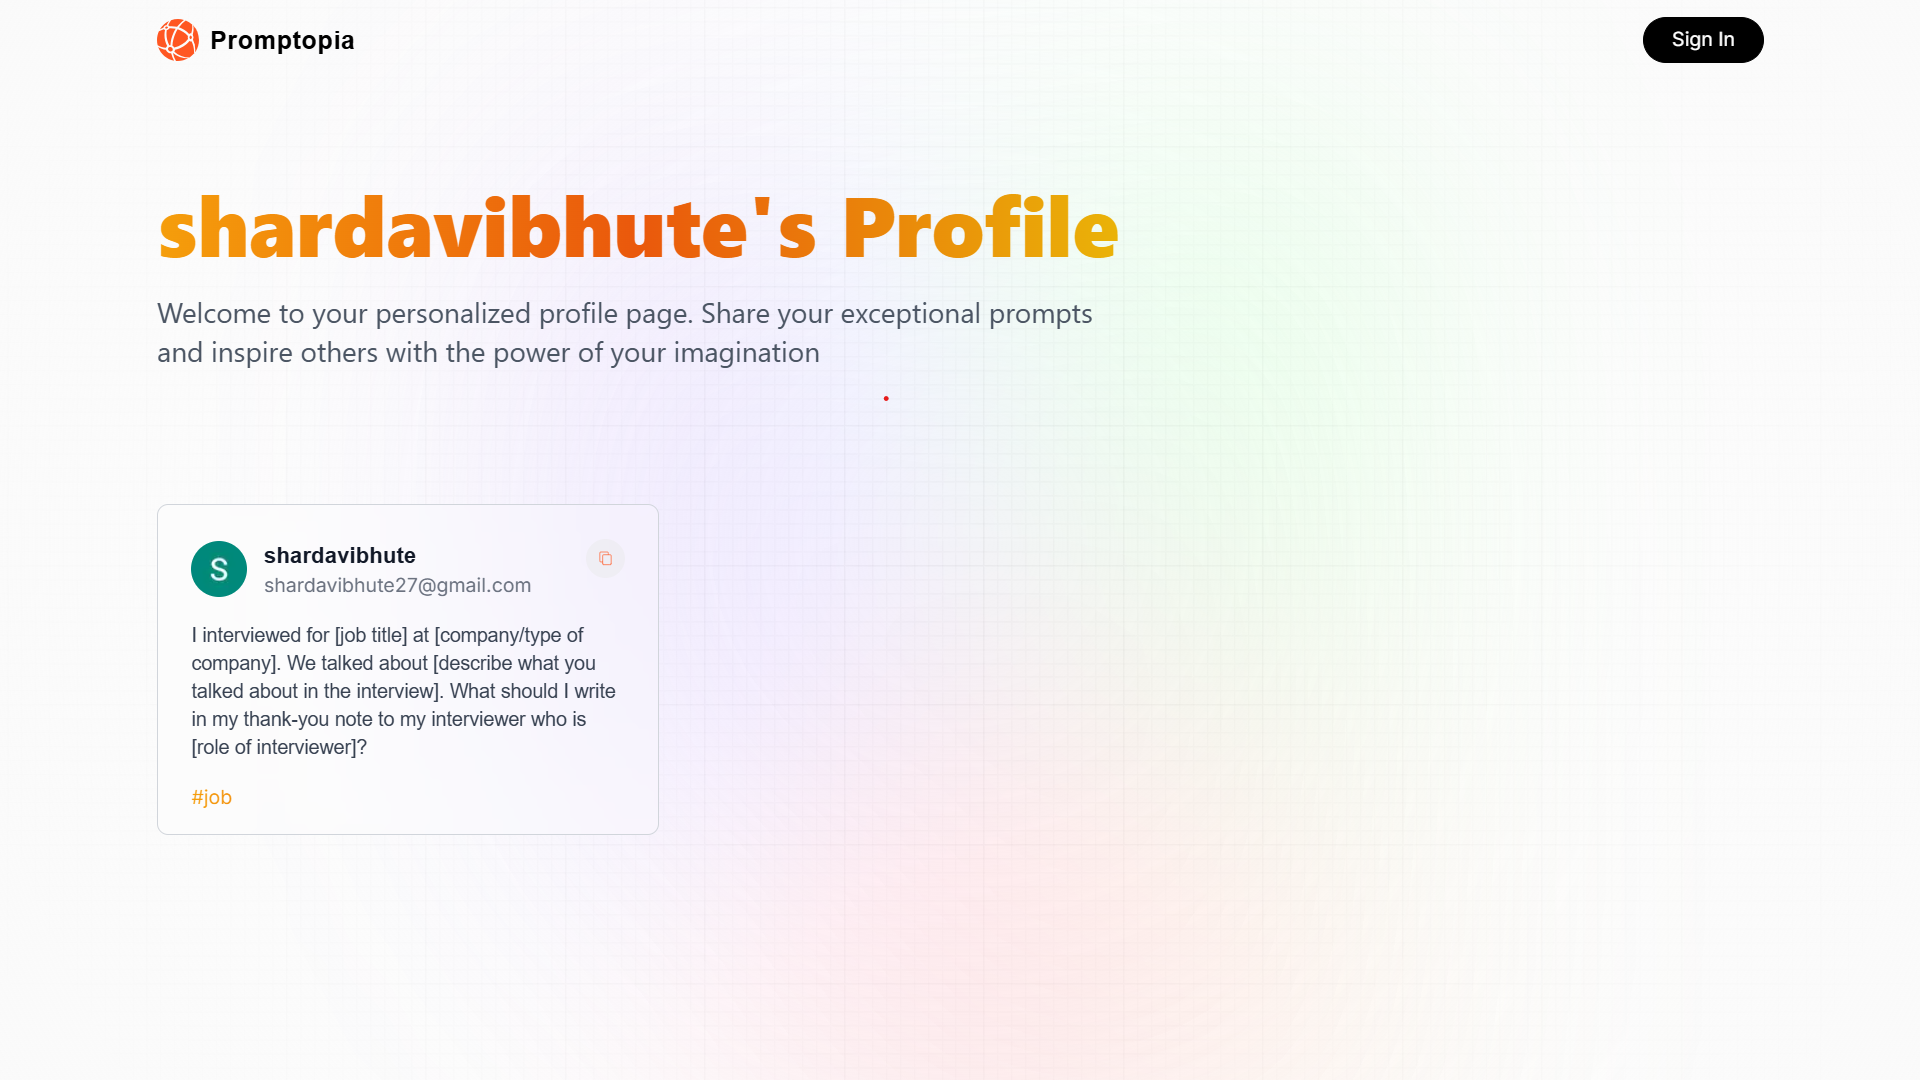 Promptopia
Sign In
shardavibhute's Profile
Welcome to your personalized profile page. Share your exceptional prompts
and inspire others with the power of your imagination
S
shardavibhute
shardavibhute27@gmail.com
I interviewed for [job title] at [company/type of
company]. We talked about [describe what you
talked about in the interview]. What should I write
in my thank-you note to my interviewer who is
[role of interviewer]?
#job